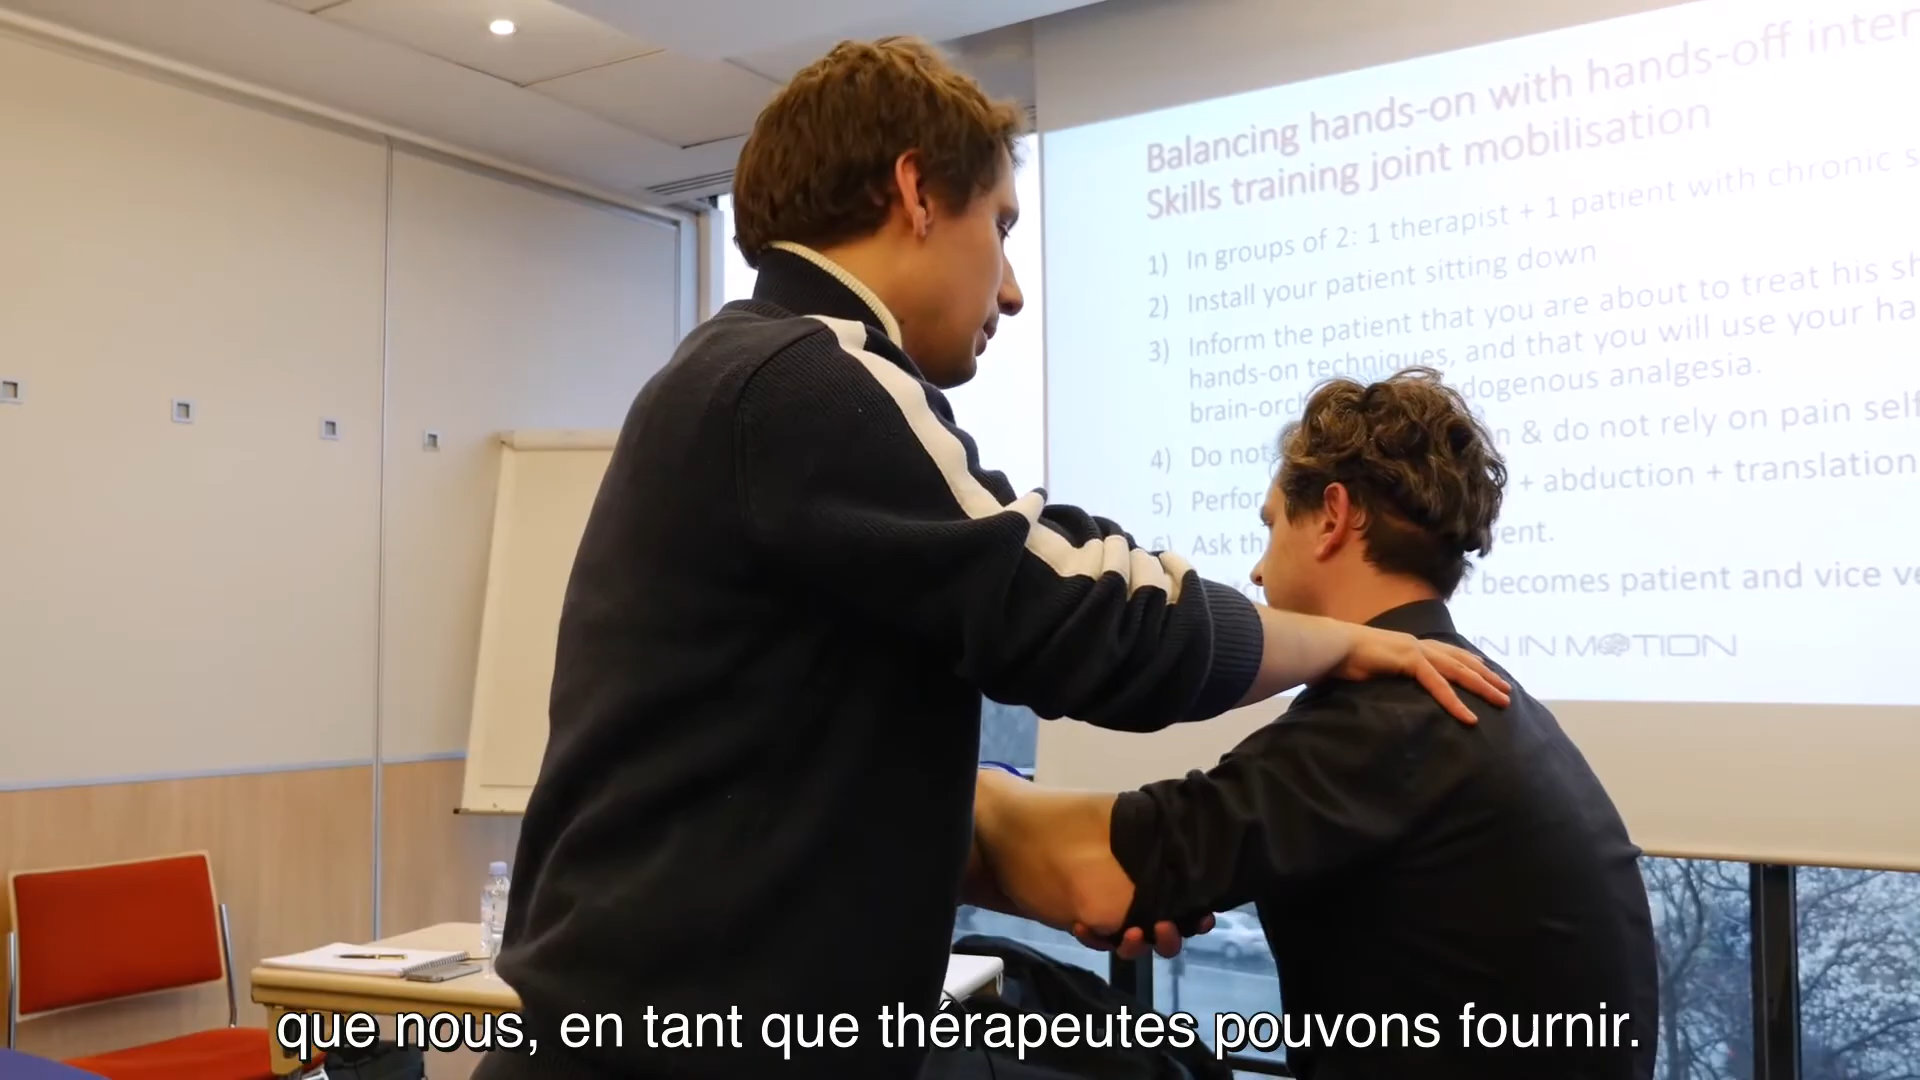 Balancing hands-on with hands-off inter
Skills training joint mobilisation
1) In groups of 2: 1 therapist + 1 patient with chronic s
2) Install your patient sitting down
3) Inform the patient that you are about to treat his sh
hands-on techniques, and that you will use your ha
brain-orch dogenous analgesia.
4) Do not n & do not rely on pain self
5) Perfor + abduction + translation
6) Ask th vent.
t becomes patient and vice ve
N IN MOTION
que nous, en tant que thérapeutes pouvons fournir.